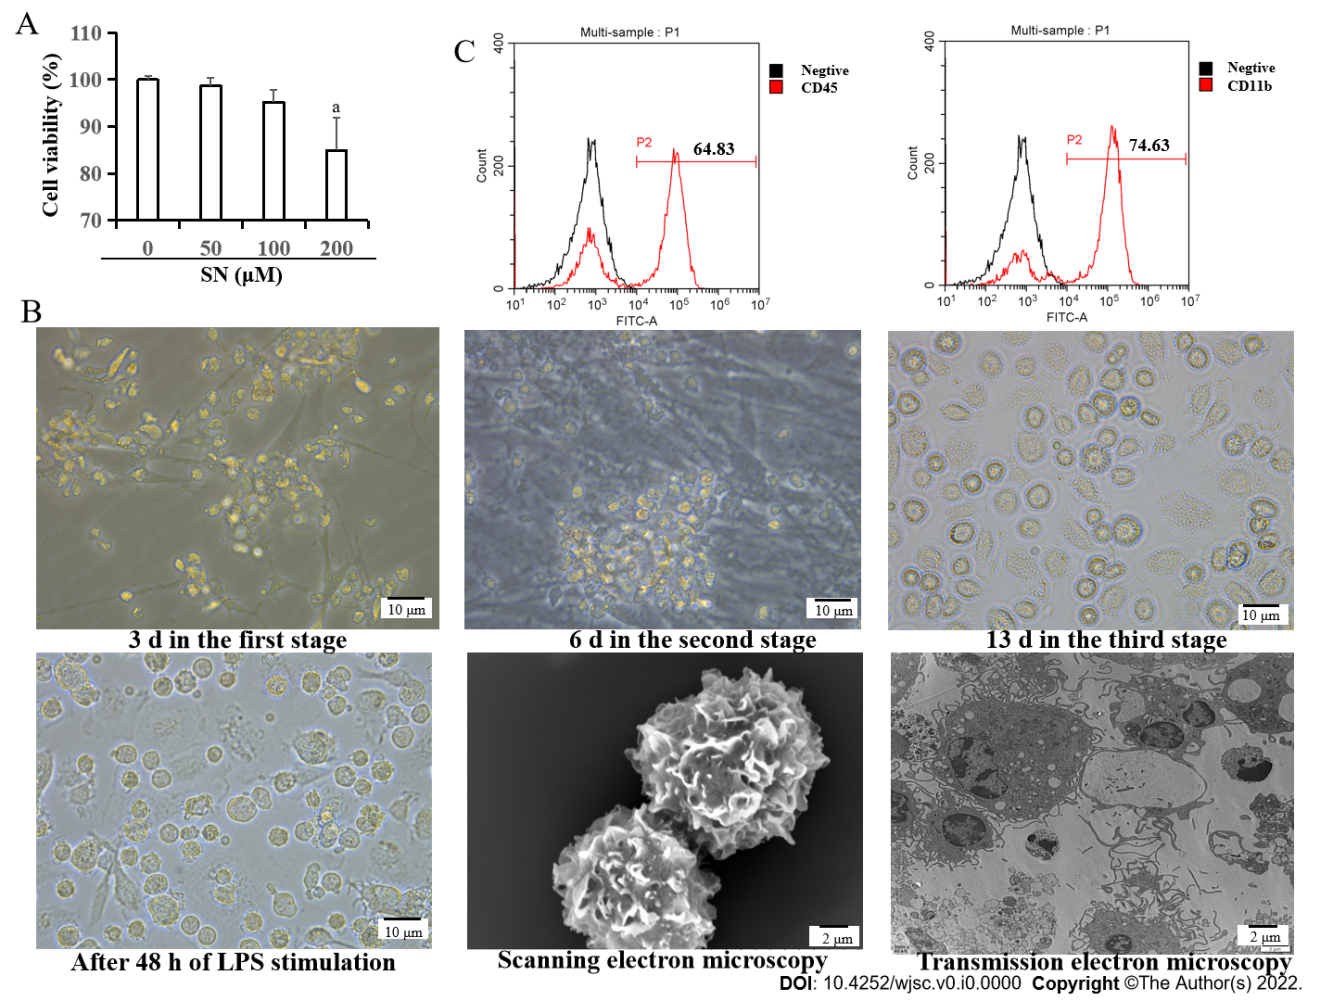 A
110
100
90
80
70
Cell viability (%)
a
0 50 100 200
SN (μM)
C
Multi-sample : P1
400
200
0
Count
P2
64.83
Negtive
CD45
10¹ 10² 10³ 10⁴ 10⁵ 10⁶ 10⁷
FITC-A
Multi-sample : P1
400
200
0
Count
P2
74.63
Negtive
CD11b
10¹ 10² 10³ 10⁴ 10⁵ 10⁶ 10⁷
FITC-A
B
10 μm
10 μm
10 μm
3 d in the first stage
6 d in the second stage
13 d in the third stage
10 μm
2 μm
2 μm
After 48 h of LPS stimulation
Scanning electron microscopy
Transmission electron microscopy
DOI: 10.4252/wjsc.v0.i0.0000 Copyright ©The Author(s) 2022.